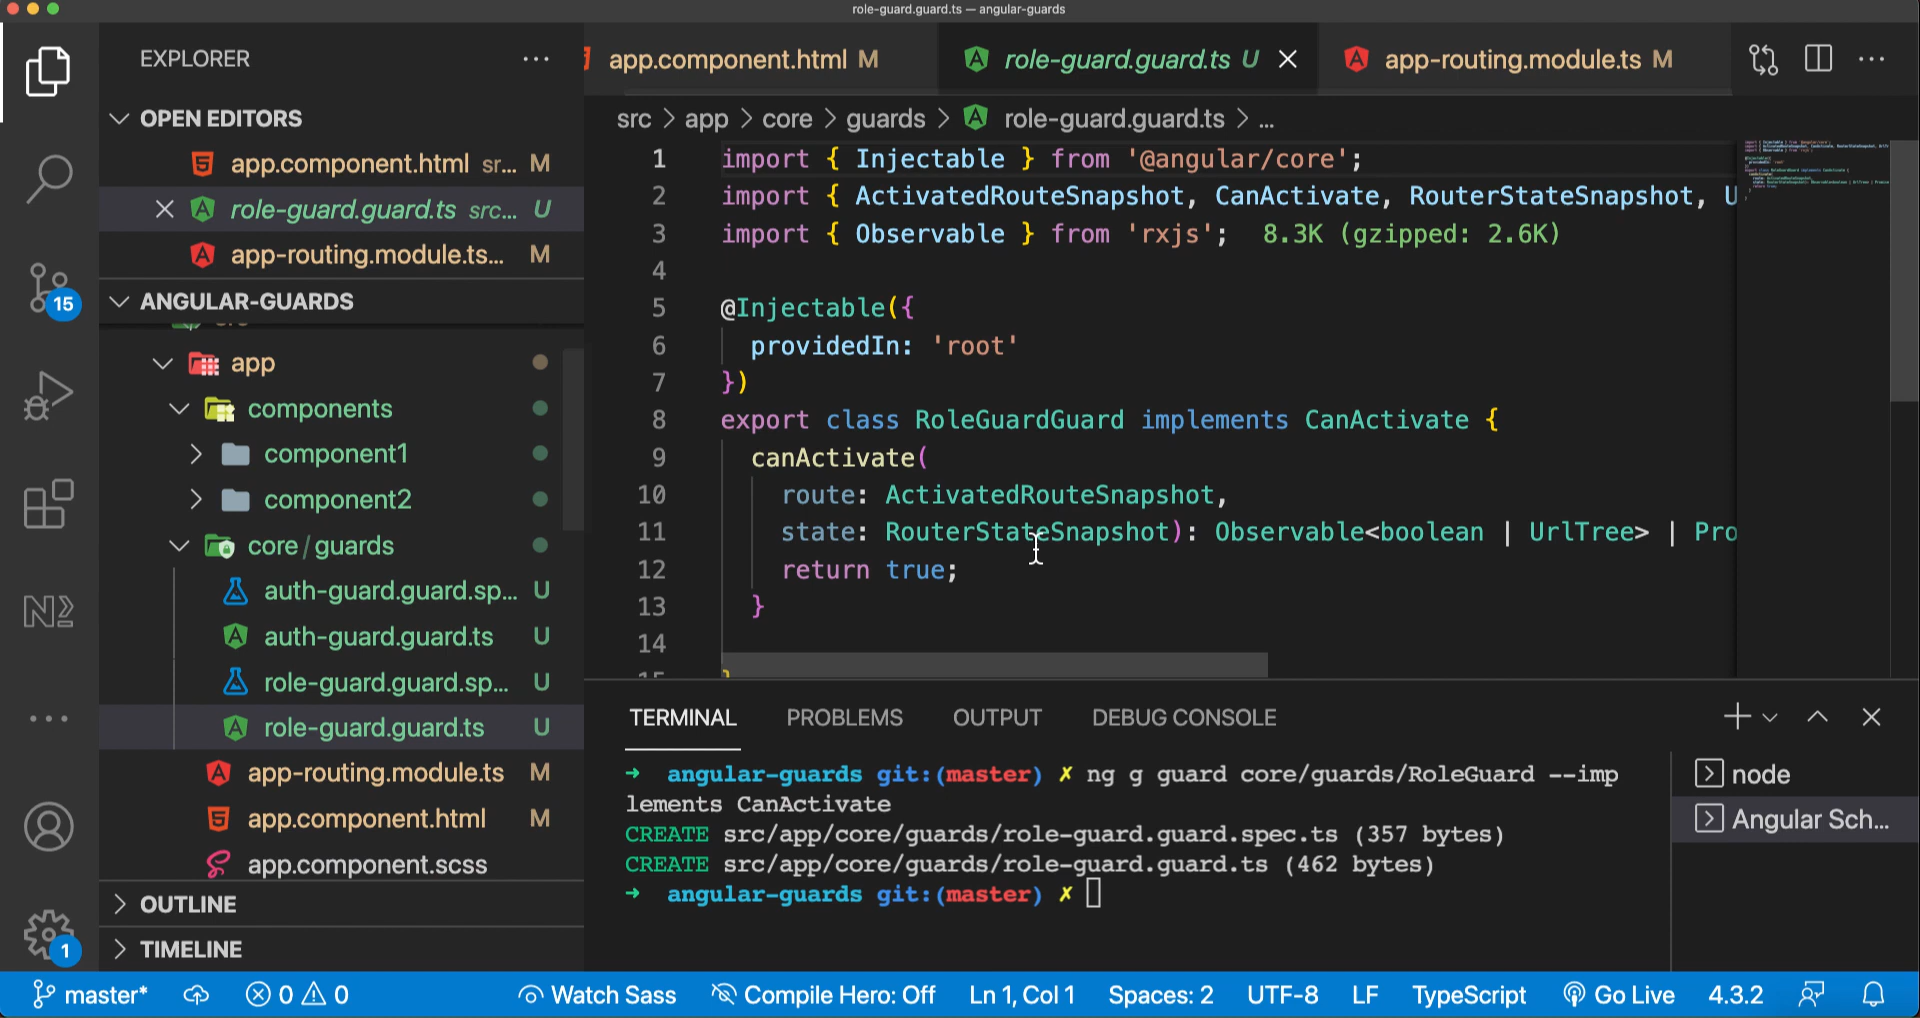 role-guard.guard.ts — angular-guards
EXPLORER
OPEN EDITORS
app.component.html sr... M
role-guard.guard.ts src... U
app-routing.module.ts... M
ANGULAR-GUARDS
app
components
component1
component2
core/guards
auth-guard.guard.sp... U
auth-guard.guard.ts U
role-guard.guard.sp... U
role-guard.guard.ts U
app-routing.module.ts M
app.component.html M
app.component.scss
OUTLINE
TIMELINE
15
1
app.component.html M
role-guard.guard.ts U
app-routing.module.ts M
src > app > core > guards > role-guard.guard.ts > ...
1 import { Injectable } from '@angular/core';
2 import { ActivatedRouteSnapshot, CanActivate, RouterStateSnapshot, U
3 import { Observable } from 'rxjs'; 8.3K (gzipped: 2.6K)
4
5 @Injectable({
6 providedIn: 'root'
7 })
8 export class RoleGuardGuard implements CanActivate {
9 canActivate(
10 route: ActivatedRouteSnapshot,
11 state: RouterStateSnapshot): Observable<boolean | UrlTree> | Pro
12 return true;
13 }
14
15 }
TERMINAL PROBLEMS OUTPUT DEBUG CONSOLE
➜ angular-guards git:(master) ✗ ng g guard core/guards/RoleGuard --imp
lements CanActivate
CREATE src/app/core/guards/role-guard.guard.spec.ts (357 bytes)
CREATE src/app/core/guards/role-guard.guard.ts (462 bytes)
➜ angular-guards git:(master) ✗
node
Angular Sch...
master* 0 0 Watch Sass Compile Hero: Off Ln 1, Col 1 Spaces: 2 UTF-8 LF TypeScript Go Live 4.3.2